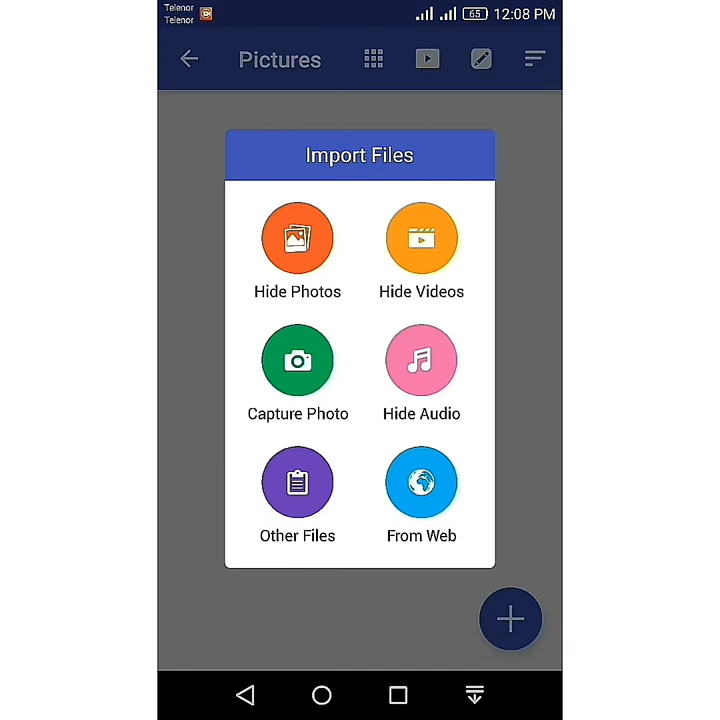 Telenor
Telenor
65 12:08 PM
Pictures
Import Files
Hide Photos
Hide Videos
Capture Photo
Hide Audio
Other Files
From Web